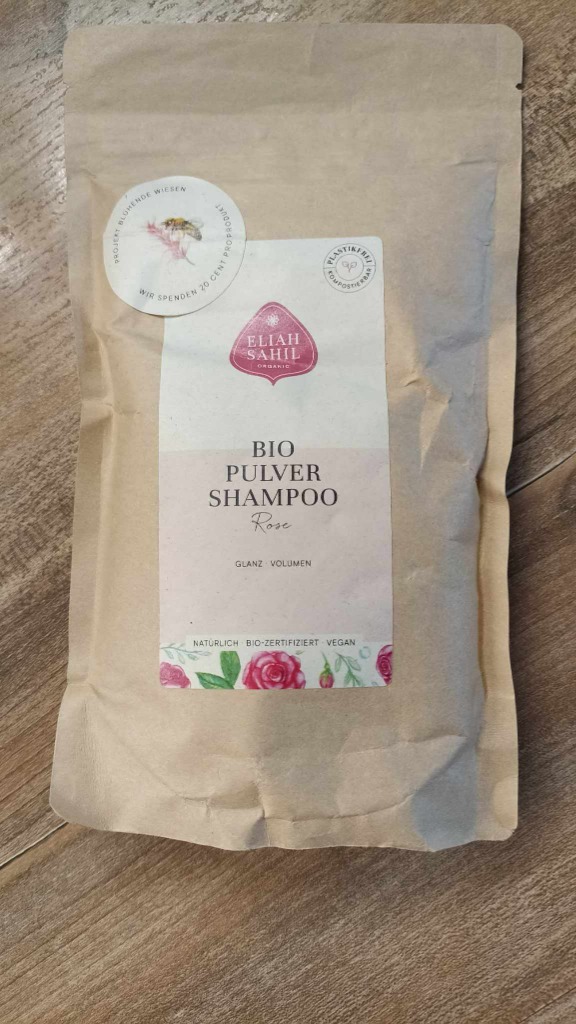 PROJEKT BLÜHENDE WIESEN
WIR SPENDEN 20 CENT PRO PRODUKT
PLASTIKFREI
KOMPOSTIERBAR
ELIAH
SAHIL
ORGANIC
BIO
PULVER
SHAMPOO
Rose
GLANZ · VOLUMEN
NATÜRLICH · BIO-ZERTIFIZIERT · VEGAN